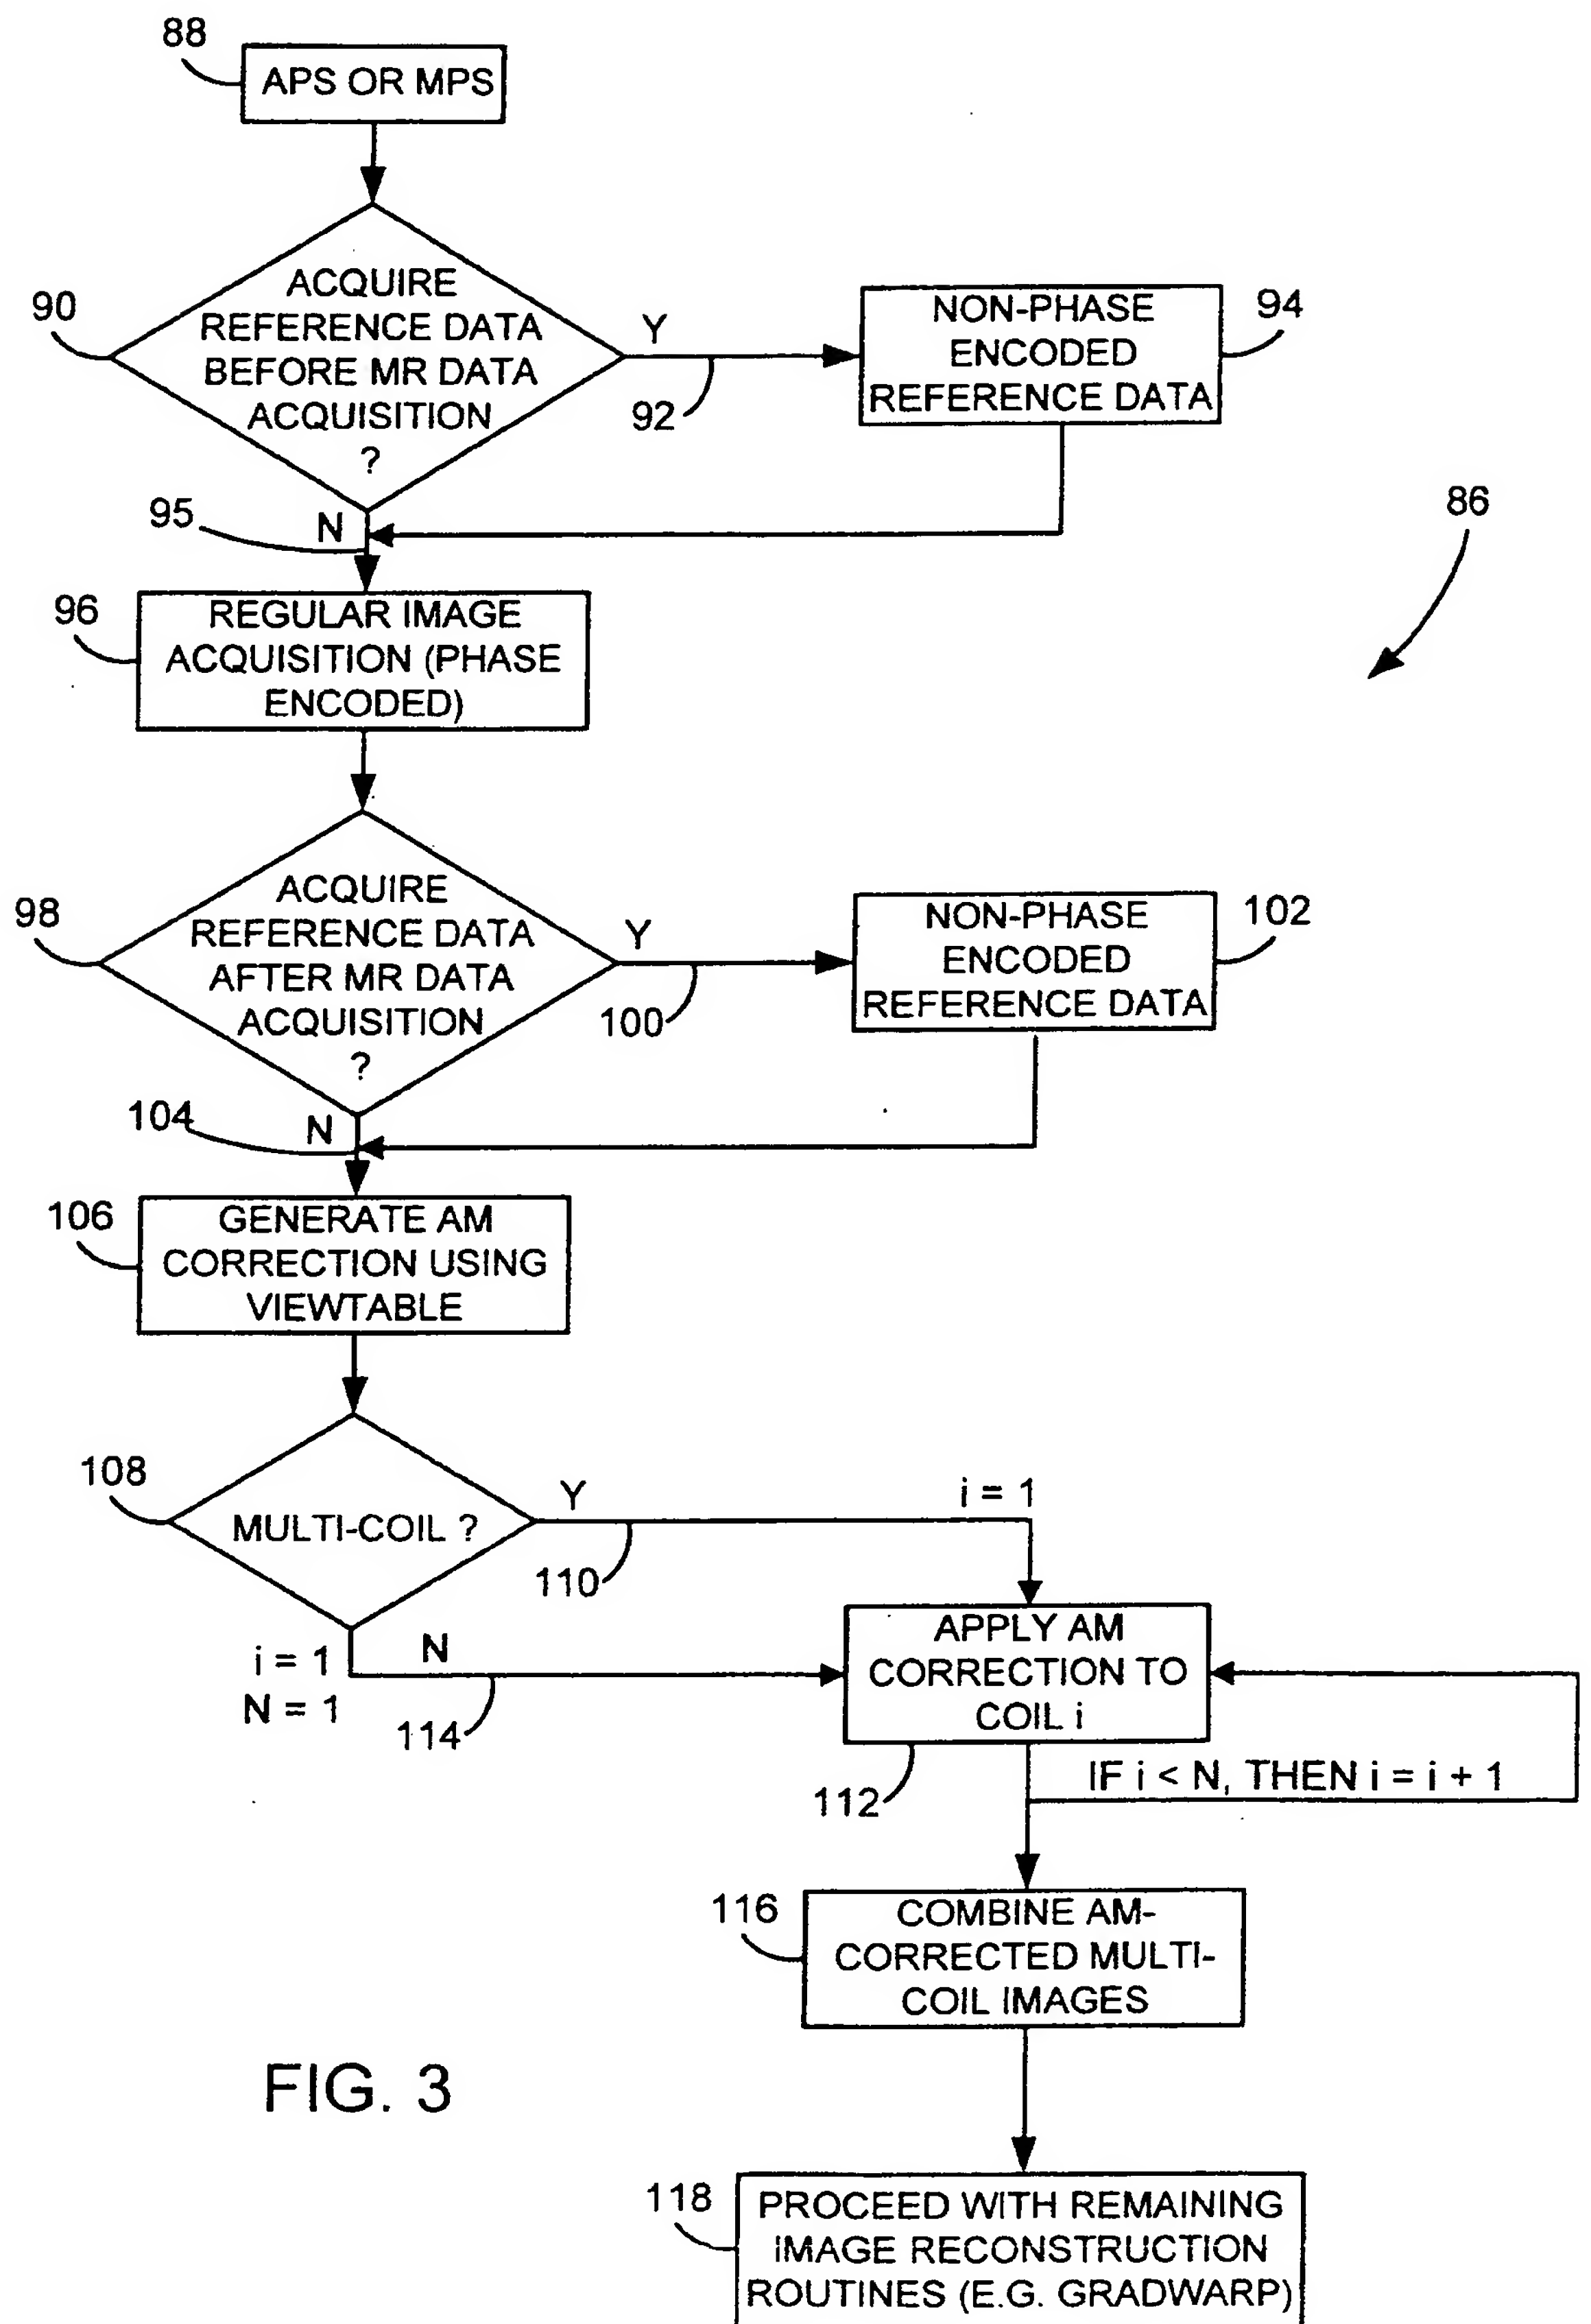 88
APS OR MPS
90
ACQUIRE
REFERENCE DATA
BEFORE MR DATA
ACQUISITION
?
Y
92
NON-PHASE
ENCODED
REFERENCE DATA
94
95
N
86
96
REGULAR IMAGE
ACQUISITION (PHASE
ENCODED)
98
ACQUIRE
REFERENCE DATA
AFTER MR DATA
ACQUISITION
?
Y
100
NON-PHASE
ENCODED
REFERENCE DATA
102
104
N
106
GENERATE AM
CORRECTION USING
VIEWTABLE
108
MULTI-COIL ?
Y
110
i = 1
i = 1
N = 1
N
114
APPLY AM
CORRECTION TO
COIL i
112
IF i < N, THEN i = i + 1
116
COMBINE AM-
CORRECTED MULTI-
COIL IMAGES
FIG. 3
118
PROCEED WITH REMAINING
IMAGE RECONSTRUCTION
ROUTINES (E.G. GRADWARP)